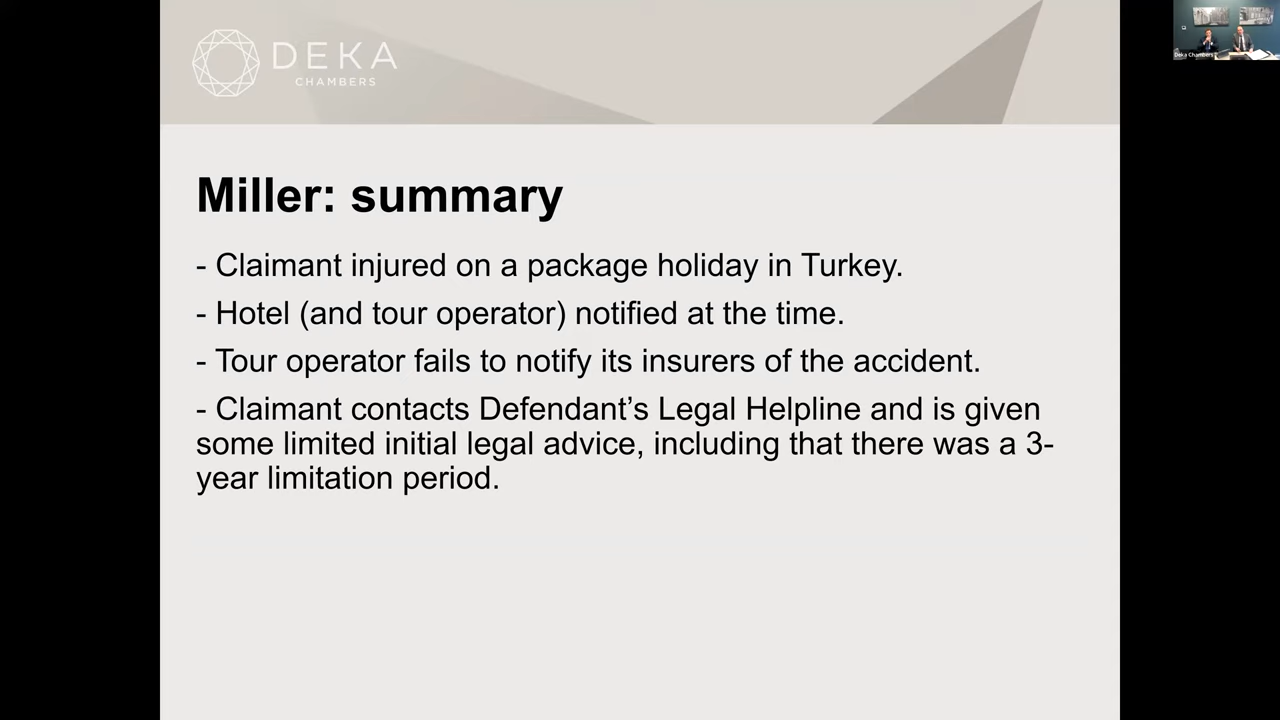 DEKA
CHAMBERS
Miller: summary
- Claimant injured on a package holiday in Turkey.
- Hotel (and tour operator) notified at the time.
- Tour operator fails to notify its insurers of the accident.
- Claimant contacts Defendant’s Legal Helpline and is given
some limited initial legal advice, including that there was a 3-
year limitation period.
Deka Chambers